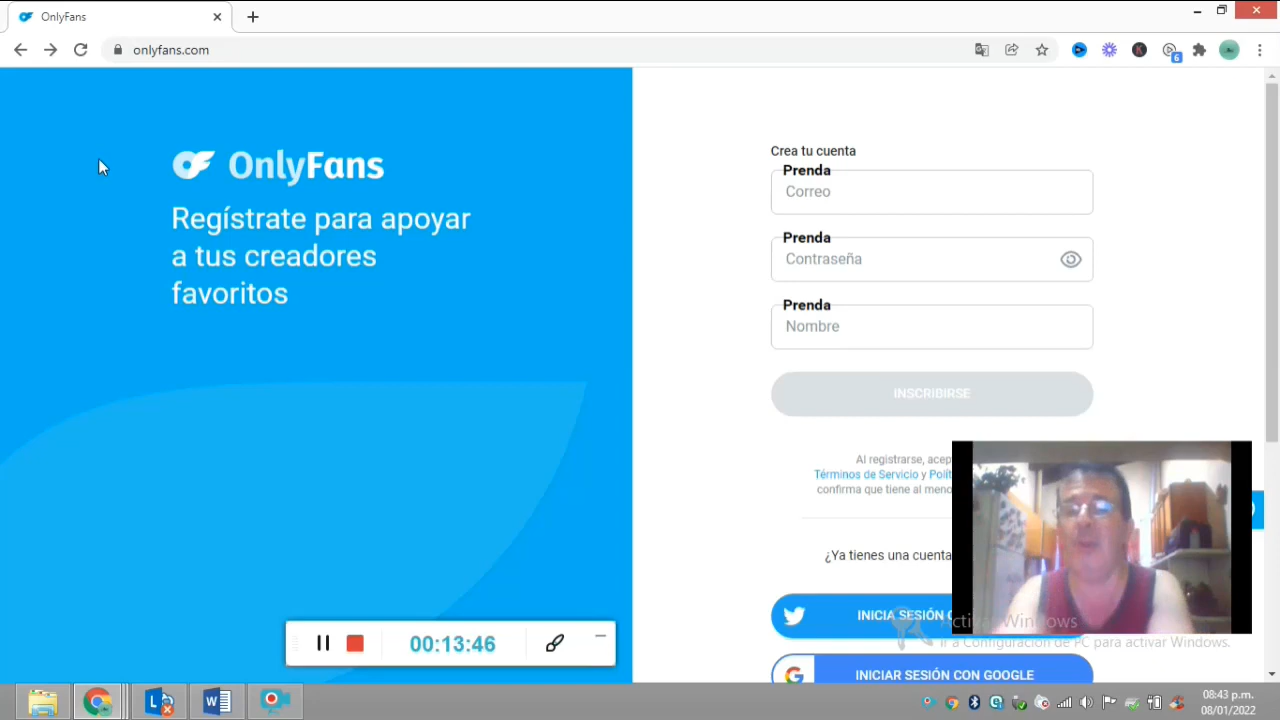 OnlyFans
onlyfans.com
6
OnlyFans
Regístrate para apoyar
a tus creadores
favoritos
Crea tu cuenta
Prenda
Correo
Prenda
Contraseña
Prenda
Nombre
INSCRIBIRSE
Al registrarse, acep
Términos de Servicio y Polít
confirma que tiene al meno
¿Ya tienes una cuenta
INICIA SESIÓN C
Activar Windows
Ir a Configuración de PC para activar Windows.
INICIAR SESIÓN CON GOOGLE
00:13:46
08:43 p.m.
08/01/2022